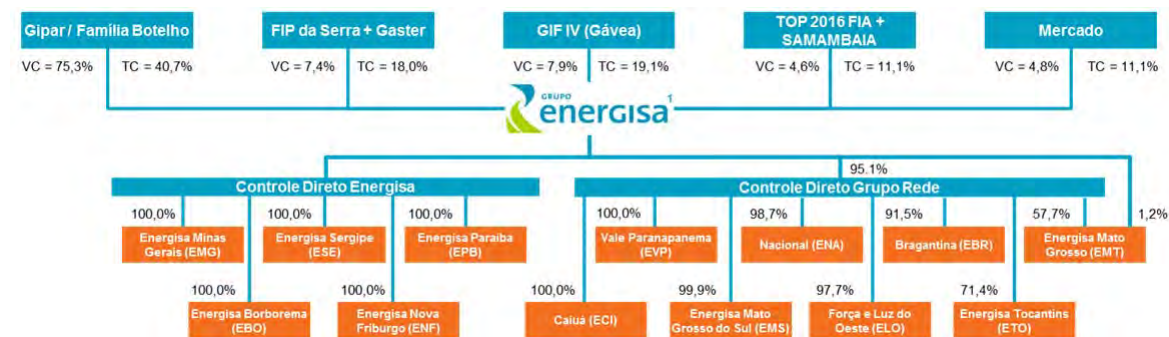 Gipar / Família Botelho
FIP da Serra + Gaster
GIF IV (Gávea)
TOP 2016 FIA +
SAMAMBAIA
Mercado
VC = 75,3% TC = 40,7%
VC = 7,4% TC = 18,0%
VC = 7,9% TC = 19,1%
VC = 4,6% TC = 11,1%
VC = 4,8% TC = 11,1%
GRUPO
energisa 1
95.1%
Controle Direto Energisa
Controle Direto Grupo Rede
100,0%
100,0%
100,0%
100,0%
98,7%
91,5%
57,7%
1,2%
Energisa Minas
Gerais (EMG)
Energisa Sergipe
(ESE)
Energisa Paraíba
(EPB)
Vale Paranapanema
(EVP)
Nacional (ENA)
Bragantina (EBR)
Energisa Mato
Grosso (EMT)
100,0%
100,0%
100,0%
99,9%
97,7%
71,4%
Energisa Borborema
(EBO)
Energisa Nova
Friburgo (ENF)
Caiuá (ECI)
Energisa Mato
Grosso do Sul (EMS)
Força e Luz do
Oeste (ELO)
Energisa Tocantins
(ETO)